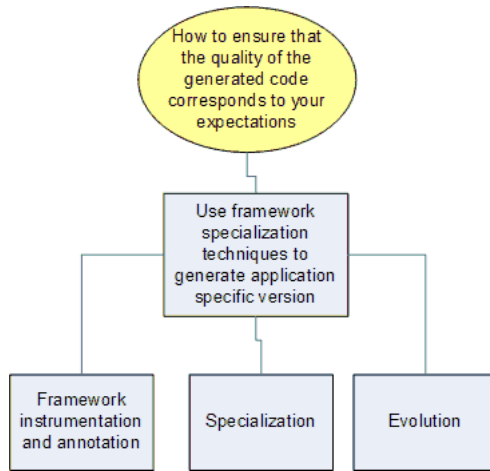 How to ensure that
the quality of the
generated code
corresponds to your
expectations
Use framework
specialization
techniques to
generate application
specific version
Framework
instrumentation
and annotation
Specialization
Evolution